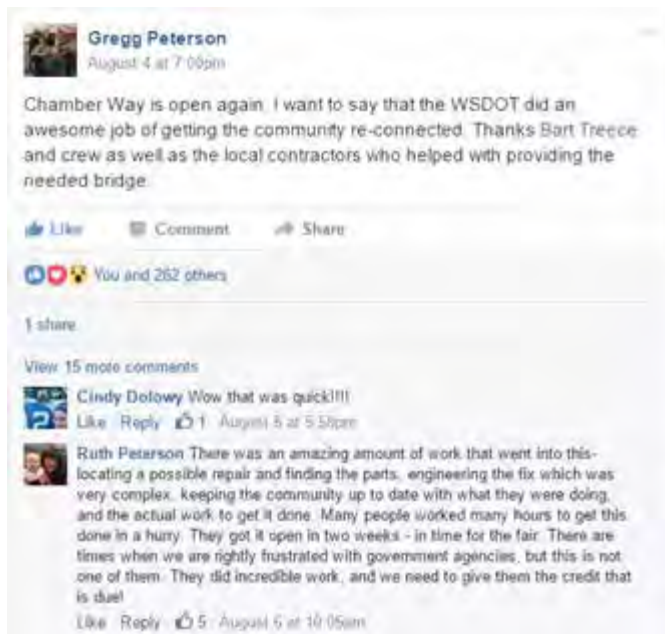 Gregg Peterson
August 4 at 7:00pm
Chamber Way is open again. I want to say that the WSDOT did an
awesome job of getting the community re-connected. Thanks Bart Treece
and crew as well as the local contractors who helped with providing the
needed bridge.
Like Comment Share
You and 262 others
1 share
View 15 more comments
Cindy Dolowy Wow that was quick!!!!
Like Reply 1 August 5 at 5:58pm
Ruth Peterson There was an amazing amount of work that went into this-
locating a possible repair and finding the parts, engineering the fix which was
very complex, keeping the community up to date with what they were doing,
and the actual work to get it done. Many people worked many hours to get this
done in a hurry. They got it open in two weeks - in time for the fair. There are
times when we are rightly frustrated with government agencies, but this is not
one of them. They did incredible work, and we need to give them the credit that
is due!
Like Reply 5 August 6 at 10:05am